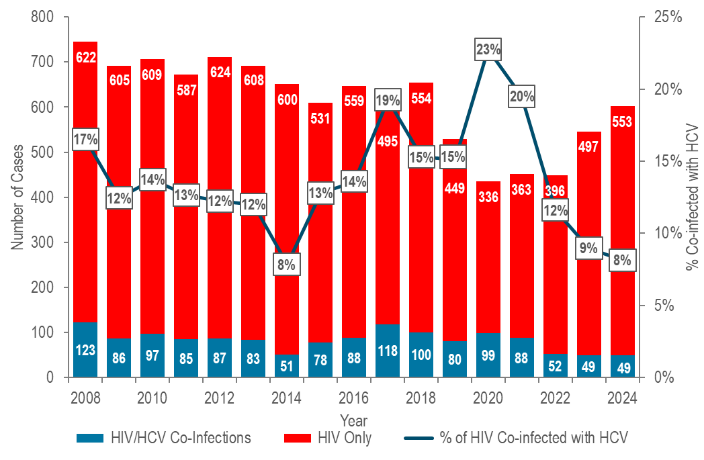 800
700
600
500
400
300
200
100
0
Number of Cases
25%
20%
15%
10%
5%
0%
% Co-infected with HCV
622 605 609 587 624 608 600 531 559 495 554 449 336 363 396 497 553
17% 12% 14% 13% 12% 12% 8% 13% 14% 19% 15% 15% 23% 20% 12% 9% 8%
123 86 97 85 87 83 51 78 88 118 100 80 99 88 52 49 49
2008 2010 2012 2014 2016 2018 2020 2022 2024
Year
HIV/HCV Co-Infections HIV Only % of HIV Co-infected with HCV